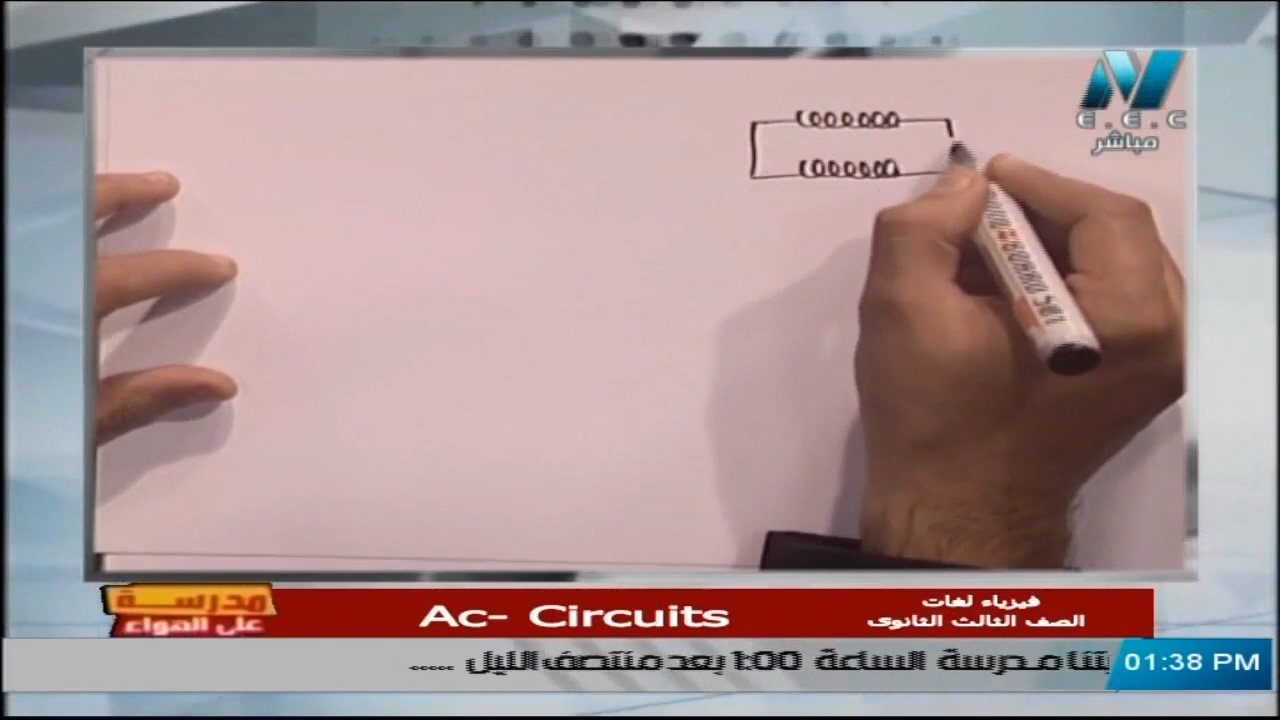 E.E.C
مباشر
مدرسة
على الهواء
Ac- Circuits
فيزياء لغات
الصف الثالث الثانوى
مدرسة الساعة 1:00 بعد منتصف الليل .....
01:38 PM